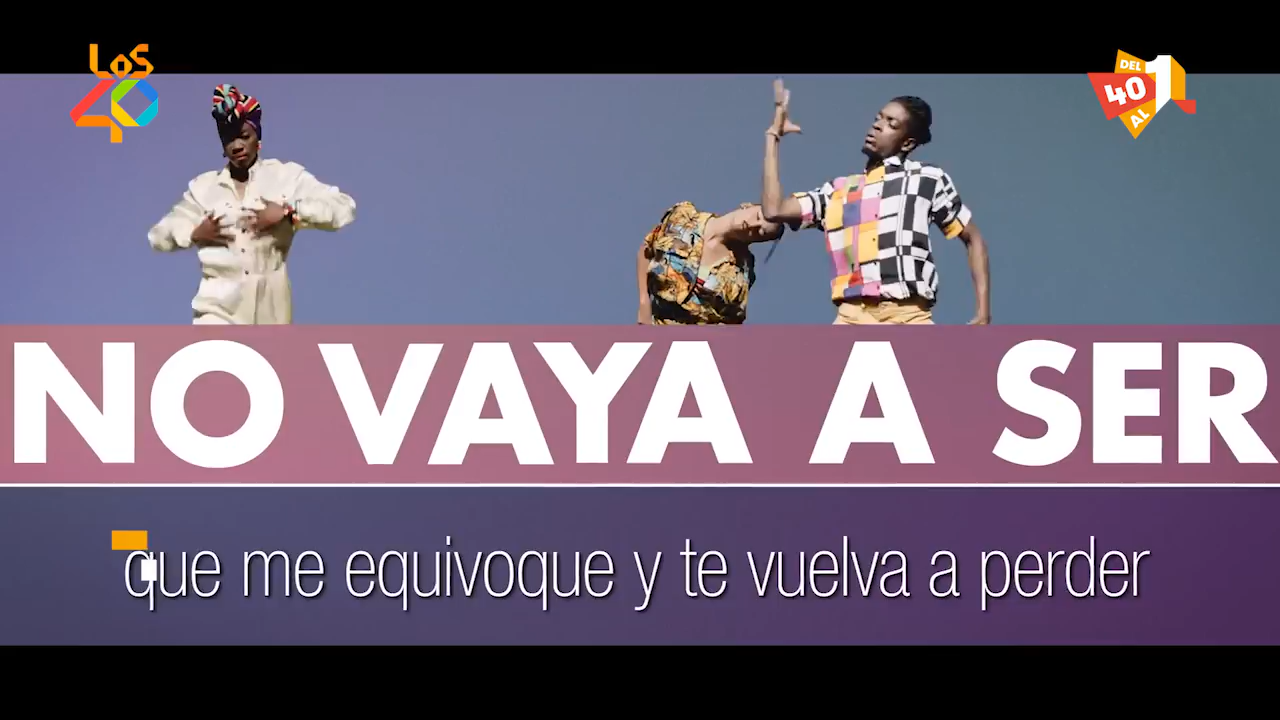 LOS
40
DEL
40
AL
1
NO VAYA A SER
que me equivoque y te vuelva a perder